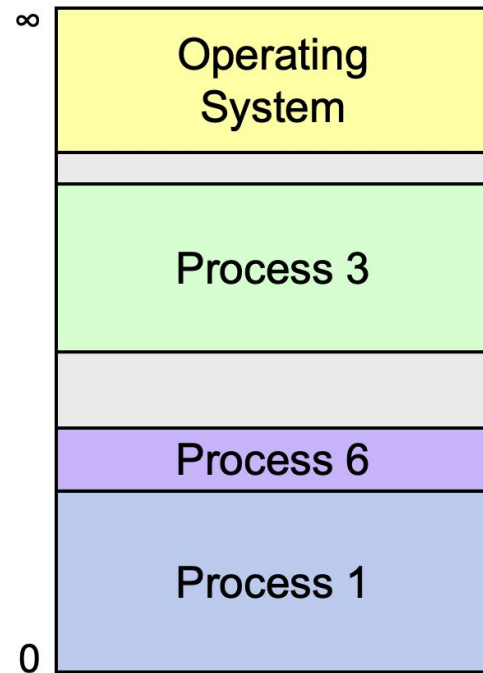 ∞
Operating
System
Process 3
Process 6
Process 1
0